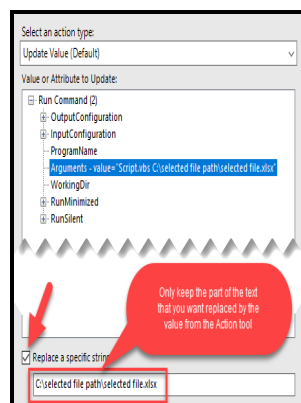 Select an action type:
Update Value (Default)
Value or Attribute to Update:
Run Command (2)
OutputConfiguration
InputConfiguration
ProgramName
Arguments - value="Script.vbs C:\selected file path\selected file.xlsx"
WorkingDir
RunMinimized
RunSilent
Only keep the part of the text
that you want replaced by the
value from the Action tool
Replace a specific string
C:\selected file path\selected file.xlsx